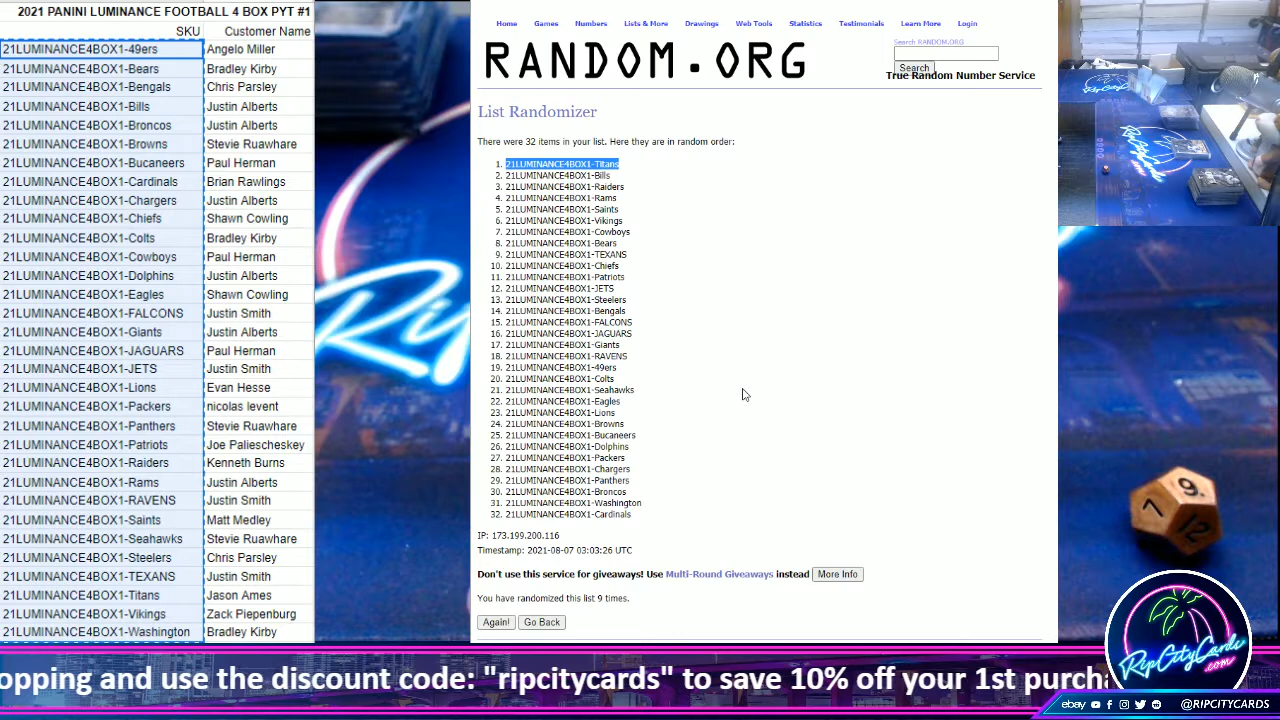 2021 PANINI LUMINANCE FOOTBALL 4 BOX PYT #1
SKU Customer Name
21LUMINANCE4BOX1-49ers Angelo Miller
21LUMINANCE4BOX1-Bears Bradley Kirby
21LUMINANCE4BOX1-Bengals Chris Parsley
21LUMINANCE4BOX1-Bills Justin Alberts
21LUMINANCE4BOX1-Broncos Justin Alberts
21LUMINANCE4BOX1-Browns Stevie Ruawhare
21LUMINANCE4BOX1-Bucaneers Paul Herman
21LUMINANCE4BOX1-Cardinals Brian Rawlings
21LUMINANCE4BOX1-Chargers Justin Alberts
21LUMINANCE4BOX1-Chiefs Shawn Cowling
21LUMINANCE4BOX1-Colts Bradley Kirby
21LUMINANCE4BOX1-Cowboys Paul Herman
21LUMINANCE4BOX1-Dolphins Justin Alberts
21LUMINANCE4BOX1-Eagles Shawn Cowling
21LUMINANCE4BOX1-FALCONS Justin Smith
21LUMINANCE4BOX1-Giants Justin Alberts
21LUMINANCE4BOX1-JAGUARS Paul Herman
21LUMINANCE4BOX1-JETS Justin Smith
21LUMINANCE4BOX1-Lions Evan Hesse
21LUMINANCE4BOX1-Packers nicolas levent
21LUMINANCE4BOX1-Panthers Stevie Ruawhare
21LUMINANCE4BOX1-Patriots Joe Paliescheskey
21LUMINANCE4BOX1-Raiders Kenneth Burns
21LUMINANCE4BOX1-Rams Justin Alberts
21LUMINANCE4BOX1-RAVENS Justin Smith
21LUMINANCE4BOX1-Saints Matt Medley
21LUMINANCE4BOX1-Seahawks Stevie Ruawhare
21LUMINANCE4BOX1-Steelers Chris Parsley
21LUMINANCE4BOX1-TEXANS Justin Smith
21LUMINANCE4BOX1-Titans Jason Ames
21LUMINANCE4BOX1-Vikings Zack Piepenburg
21LUMINANCE4BOX1-Washington Bradley Kirby
Home Games Numbers Lists & More Drawings Web Tools Statistics Testimonials Learn More Login
RANDOM.ORG
Search RANDOM.ORG
Search
True Random Number Service
List Randomizer
There were 32 items in your list. Here they are in random order:
1. 21LUMINANCE4BOX1-Titans
2. 21LUMINANCE4BOX1-Bills
3. 21LUMINANCE4BOX1-Raiders
4. 21LUMINANCE4BOX1-Rams
5. 21LUMINANCE4BOX1-Saints
6. 21LUMINANCE4BOX1-Vikings
7. 21LUMINANCE4BOX1-Cowboys
8. 21LUMINANCE4BOX1-Bears
9. 21LUMINANCE4BOX1-TEXANS
10. 21LUMINANCE4BOX1-Chiefs
11. 21LUMINANCE4BOX1-Patriots
12. 21LUMINANCE4BOX1-JETS
13. 21LUMINANCE4BOX1-Steelers
14. 21LUMINANCE4BOX1-Bengals
15. 21LUMINANCE4BOX1-FALCONS
16. 21LUMINANCE4BOX1-JAGUARS
17. 21LUMINANCE4BOX1-Giants
18. 21LUMINANCE4BOX1-RAVENS
19. 21LUMINANCE4BOX1-49ers
20. 21LUMINANCE4BOX1-Colts
21. 21LUMINANCE4BOX1-Seahawks
22. 21LUMINANCE4BOX1-Eagles
23. 21LUMINANCE4BOX1-Lions
24. 21LUMINANCE4BOX1-Browns
25. 21LUMINANCE4BOX1-Bucaneers
26. 21LUMINANCE4BOX1-Dolphins
27. 21LUMINANCE4BOX1-Packers
28. 21LUMINANCE4BOX1-Chargers
29. 21LUMINANCE4BOX1-Panthers
30. 21LUMINANCE4BOX1-Broncos
31. 21LUMINANCE4BOX1-Washington
32. 21LUMINANCE4BOX1-Cardinals
IP: 173.199.200.116
Timestamp: 2021-08-07 03:03:26 UTC
Don't use this service for giveaways! Use Multi-Round Giveaways instead More Info
You have randomized this list 9 times.
Again! Go Back
9.
7
12
RipCityCards
.com
opping and use the discount code: "ripcitycards" to save 10% off your 1st purcha
ebay @RIPCITYCARDS